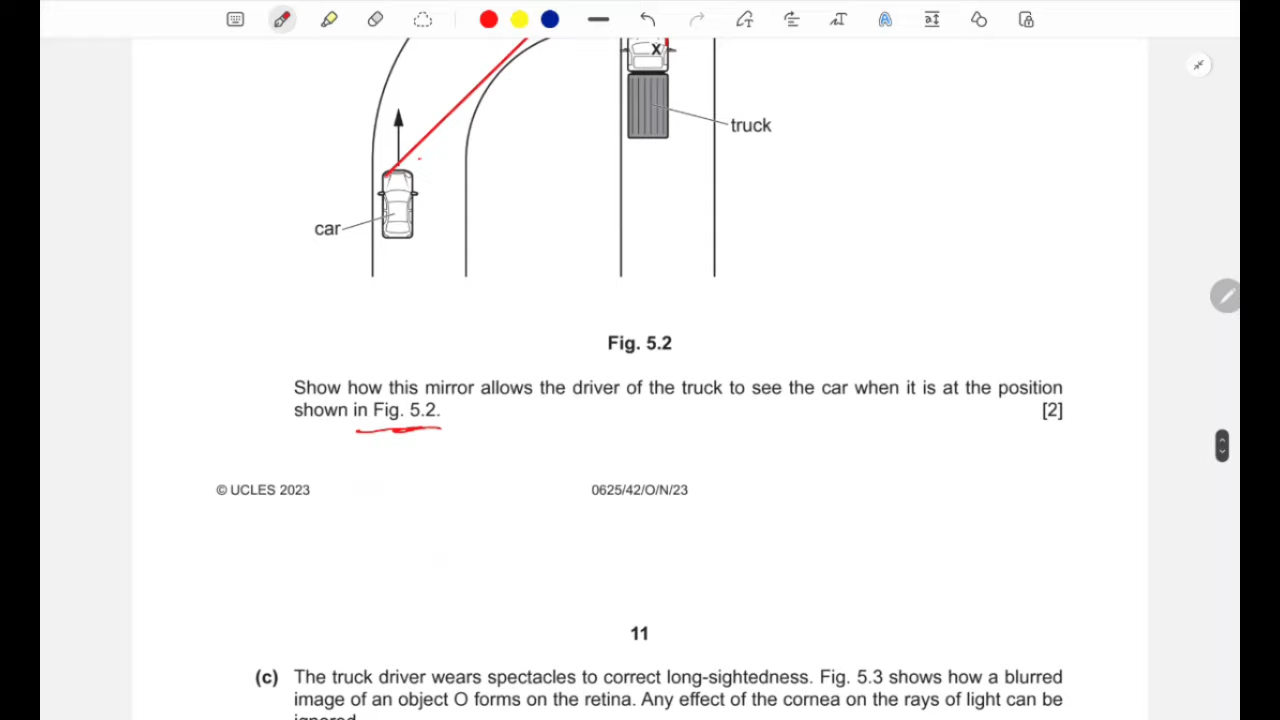 X
truck
car
Fig. 5.2
Show how this mirror allows the driver of the truck to see the car when it is at the position
shown in Fig. 5.2. [2]
© UCLES 2023 0625/42/O/N/23
11
(c) The truck driver wears spectacles to correct long-sightedness. Fig. 5.3 shows how a blurred
image of an object O forms on the retina. Any effect of the cornea on the rays of light can be
ignored